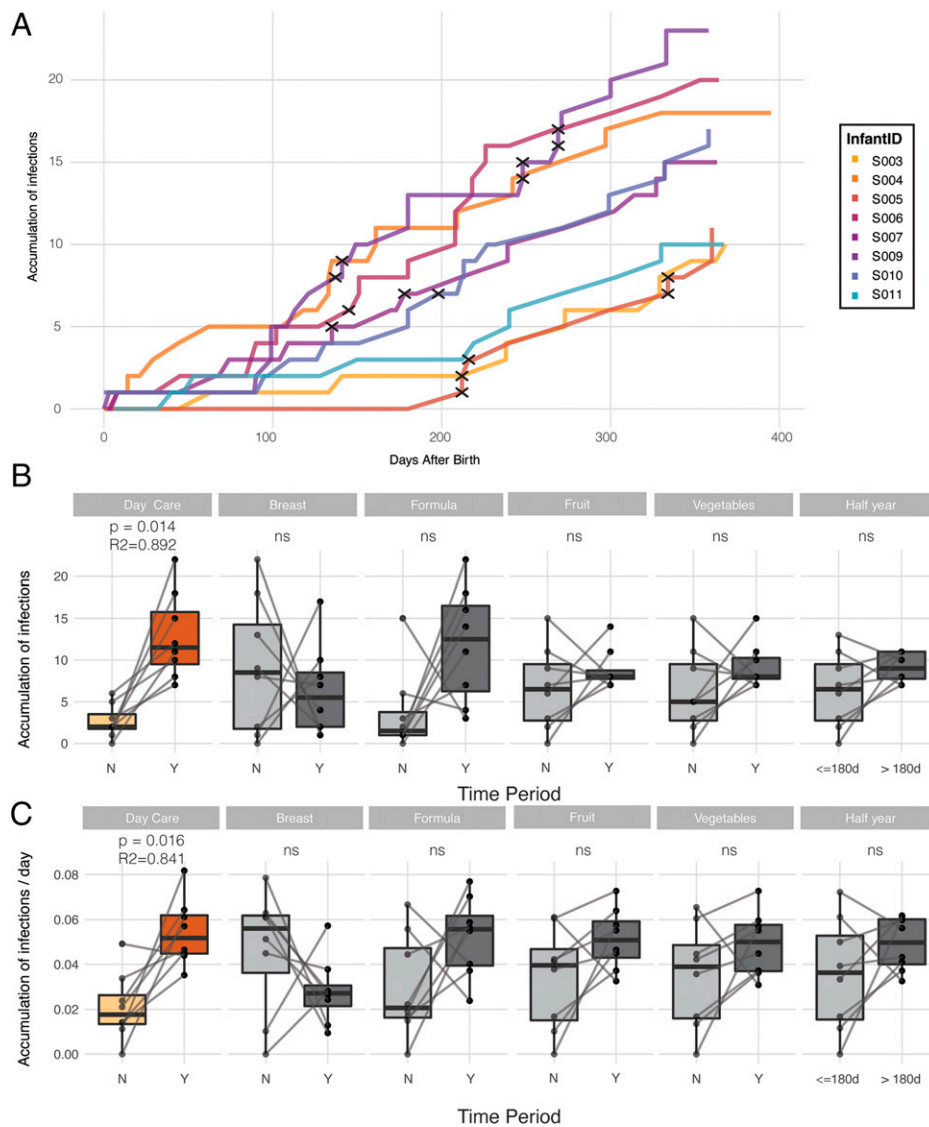 A
Accumulation of infections
20
15
10
5
0
0 100 200 300 400
Days After Birth
InfantID
S003
S004
S005
S006
S007
S009
S010
S011
B
Day Care Breast Formula Fruit Vegetables Half year
p = 0.014
R2=0.892
ns ns ns ns ns
Accumulation of infections
20
15
10
5
0
N Y N Y N Y N Y N Y <=180d > 180d
Time Period
C
Day Care Breast Formula Fruit Vegetables Half year
p = 0.016
R2=0.841
ns ns ns ns ns
Accumulation of infections / day
0.08
0.06
0.04
0.02
0.00
N Y N Y N Y N Y N Y <=180d > 180d
Time Period